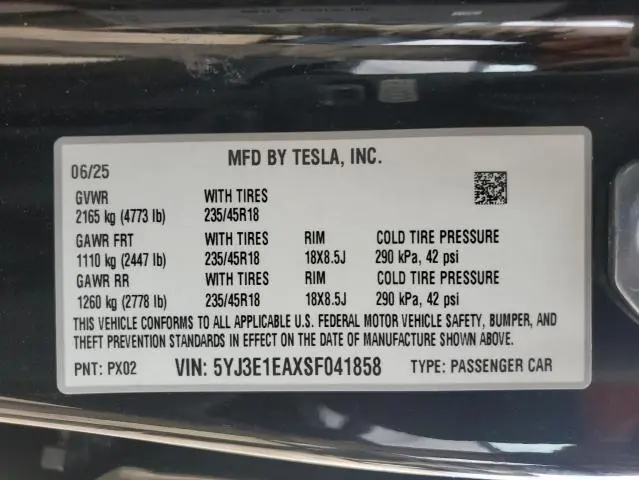 06/25
MFD BY TESLA, INC.
GVWR WITH TIRES
2165 kg (4773 lb) 235/45R18
GAWR FRT WITH TIRES RIM COLD TIRE PRESSURE
1110 kg (2447 lb) 235/45R18 18X8.5J 290 kPa, 42 psi
GAWR RR WITH TIRES RIM COLD TIRE PRESSURE
1260 kg (2778 lb) 235/45R18 18X8.5J 290 kPa, 42 psi
THIS VEHICLE CONFORMS TO ALL APPLICABLE U.S. FEDERAL MOTOR VEHICLE SAFETY, BUMPER, AND
THEFT PREVENTION STANDARDS IN EFFECT ON THE DATE OF MANUFACTURE SHOWN ABOVE.
PNT: PX02 VIN: 5YJ3E1EAXSF041858 TYPE: PASSENGER CAR